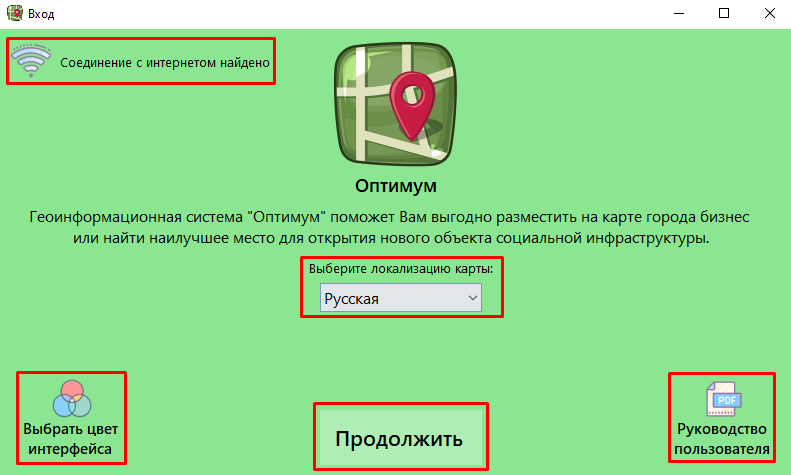 Вход
Соединение с интернетом найдено
Оптимум
Геоинформационная система "Оптимум" поможет Вам выгодно разместить на карте города бизнес
или найти наилучшее место для открытия нового объекта социальной инфраструктуры.
Выберите локализацию карты:
Русская
Выбрать цвет
интерфейса
Продолжить
PDF
Руководство
пользователя